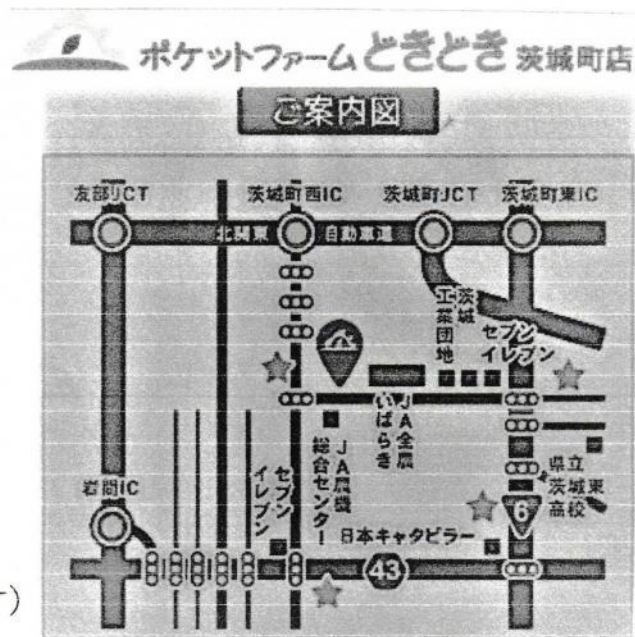 ポケットファームどきどき 茨城町店
ご案内図
友部JCT
茨城町西IC
茨城町JCT
茨城町東IC
北関東 自動車道
茨城
工業団地
セブン
イレブン
JA全農
いばらき
JA農機
総合センター
セブン
イレブン
岩間IC
県立
茨城東
高校
6
日本キャタピラー
43